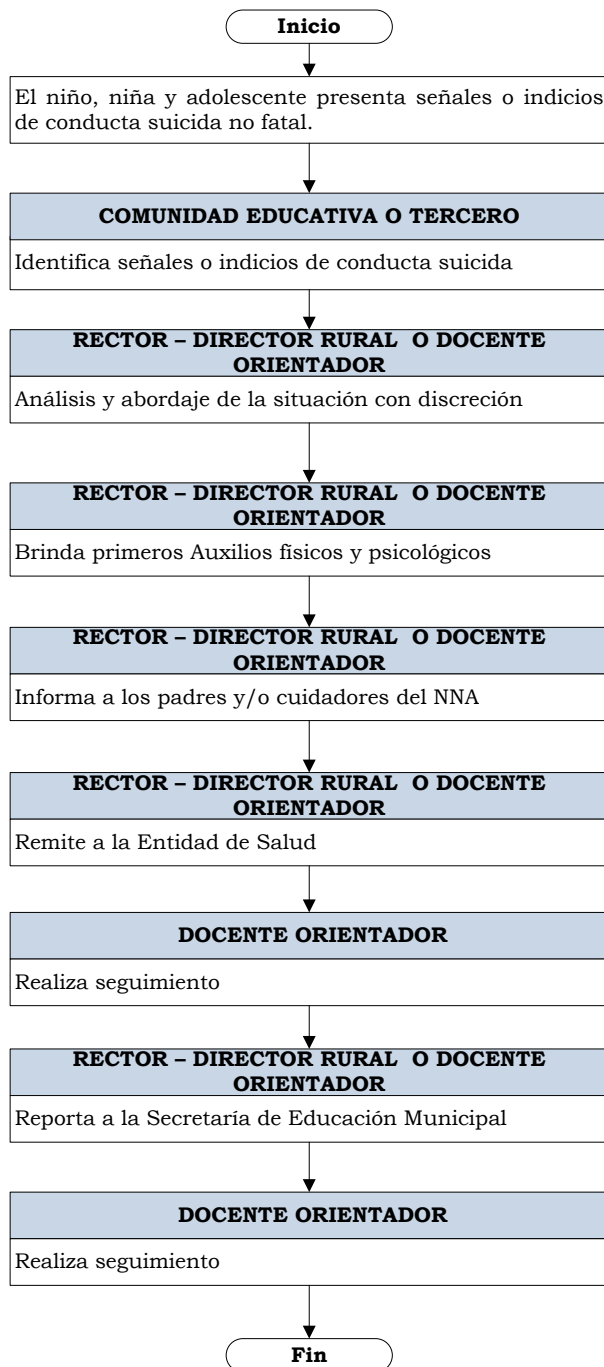 Inicio
El niño, niña y adolescente presenta señales o indicios
de conducta suicida no fatal.
COMUNIDAD EDUCATIVA O TERCERO
Identifica señales o indicios de conducta suicida
RECTOR – DIRECTOR RURAL O DOCENTE
ORIENTADOR
Análisis y abordaje de la situación con discreción
RECTOR – DIRECTOR RURAL O DOCENTE
ORIENTADOR
Brinda primeros Auxilios físicos y psicológicos
RECTOR – DIRECTOR RURAL O DOCENTE
ORIENTADOR
Informa a los padres y/o cuidadores del NNA
RECTOR – DIRECTOR RURAL O DOCENTE
ORIENTADOR
Remite a la Entidad de Salud
DOCENTE ORIENTADOR
Realiza seguimiento
RECTOR – DIRECTOR RURAL O DOCENTE
ORIENTADOR
Reporta a la Secretaría de Educación Municipal
DOCENTE ORIENTADOR
Realiza seguimiento
Fin